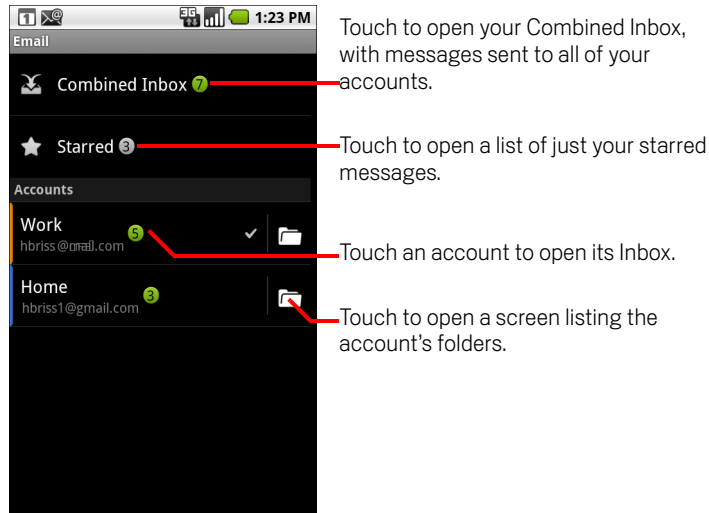 1 3G 1:23 PM
Email
Combined Inbox 7
Starred 3
Accounts
Work 5
Home 3
hbriss1@gmail.com
Touch to open your Combined Inbox,
with messages sent to all of your
accounts.
Touch to open a list of just your starred
messages.
Touch an account to open its Inbox.
Touch to open a screen listing the
account’s folders.